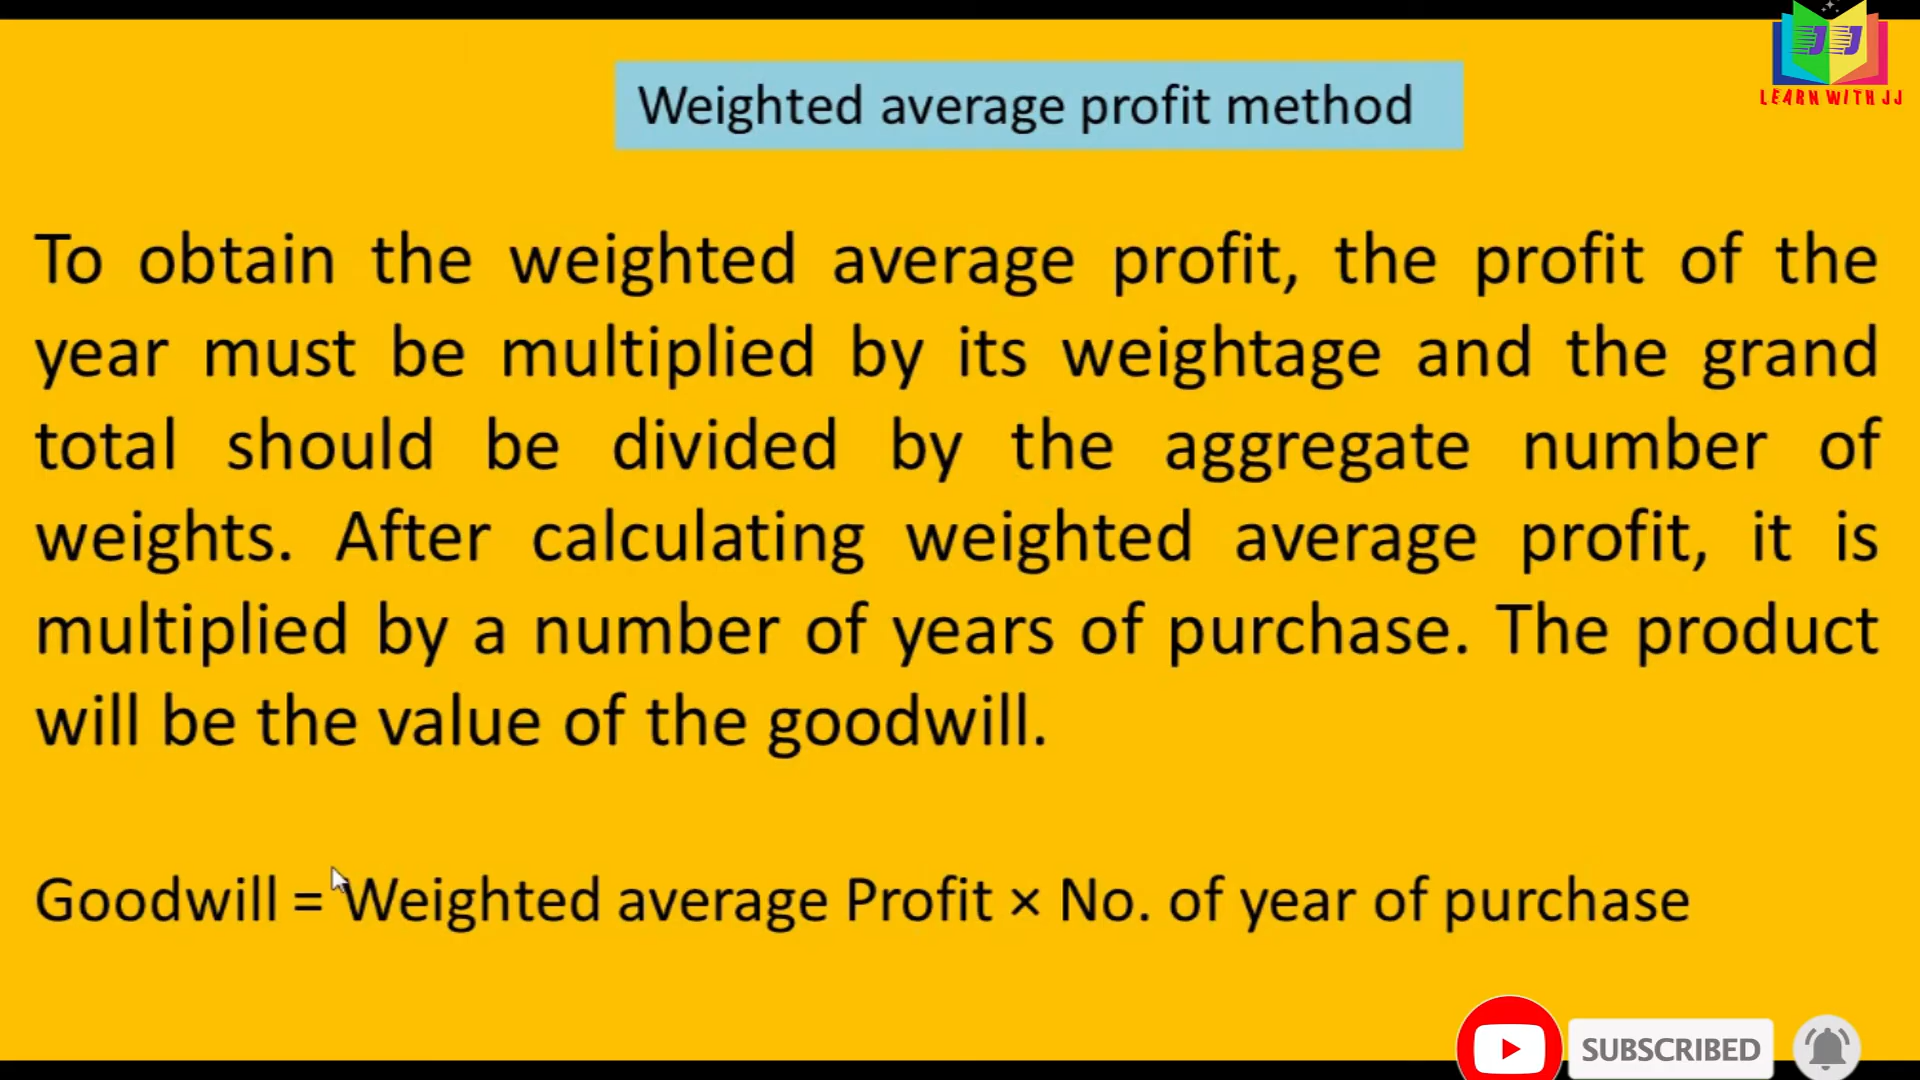 LEARN WITH JJ
Weighted average profit method
To obtain the weighted average profit, the profit of the
year must be multiplied by its weightage and the grand
total should be divided by the aggregate number of
weights. After calculating weighted average profit, it is
multiplied by a number of years of purchase. The product
will be the value of the goodwill.
Goodwill = Weighted average Profit × No. of year of purchase
SUBSCRIBED